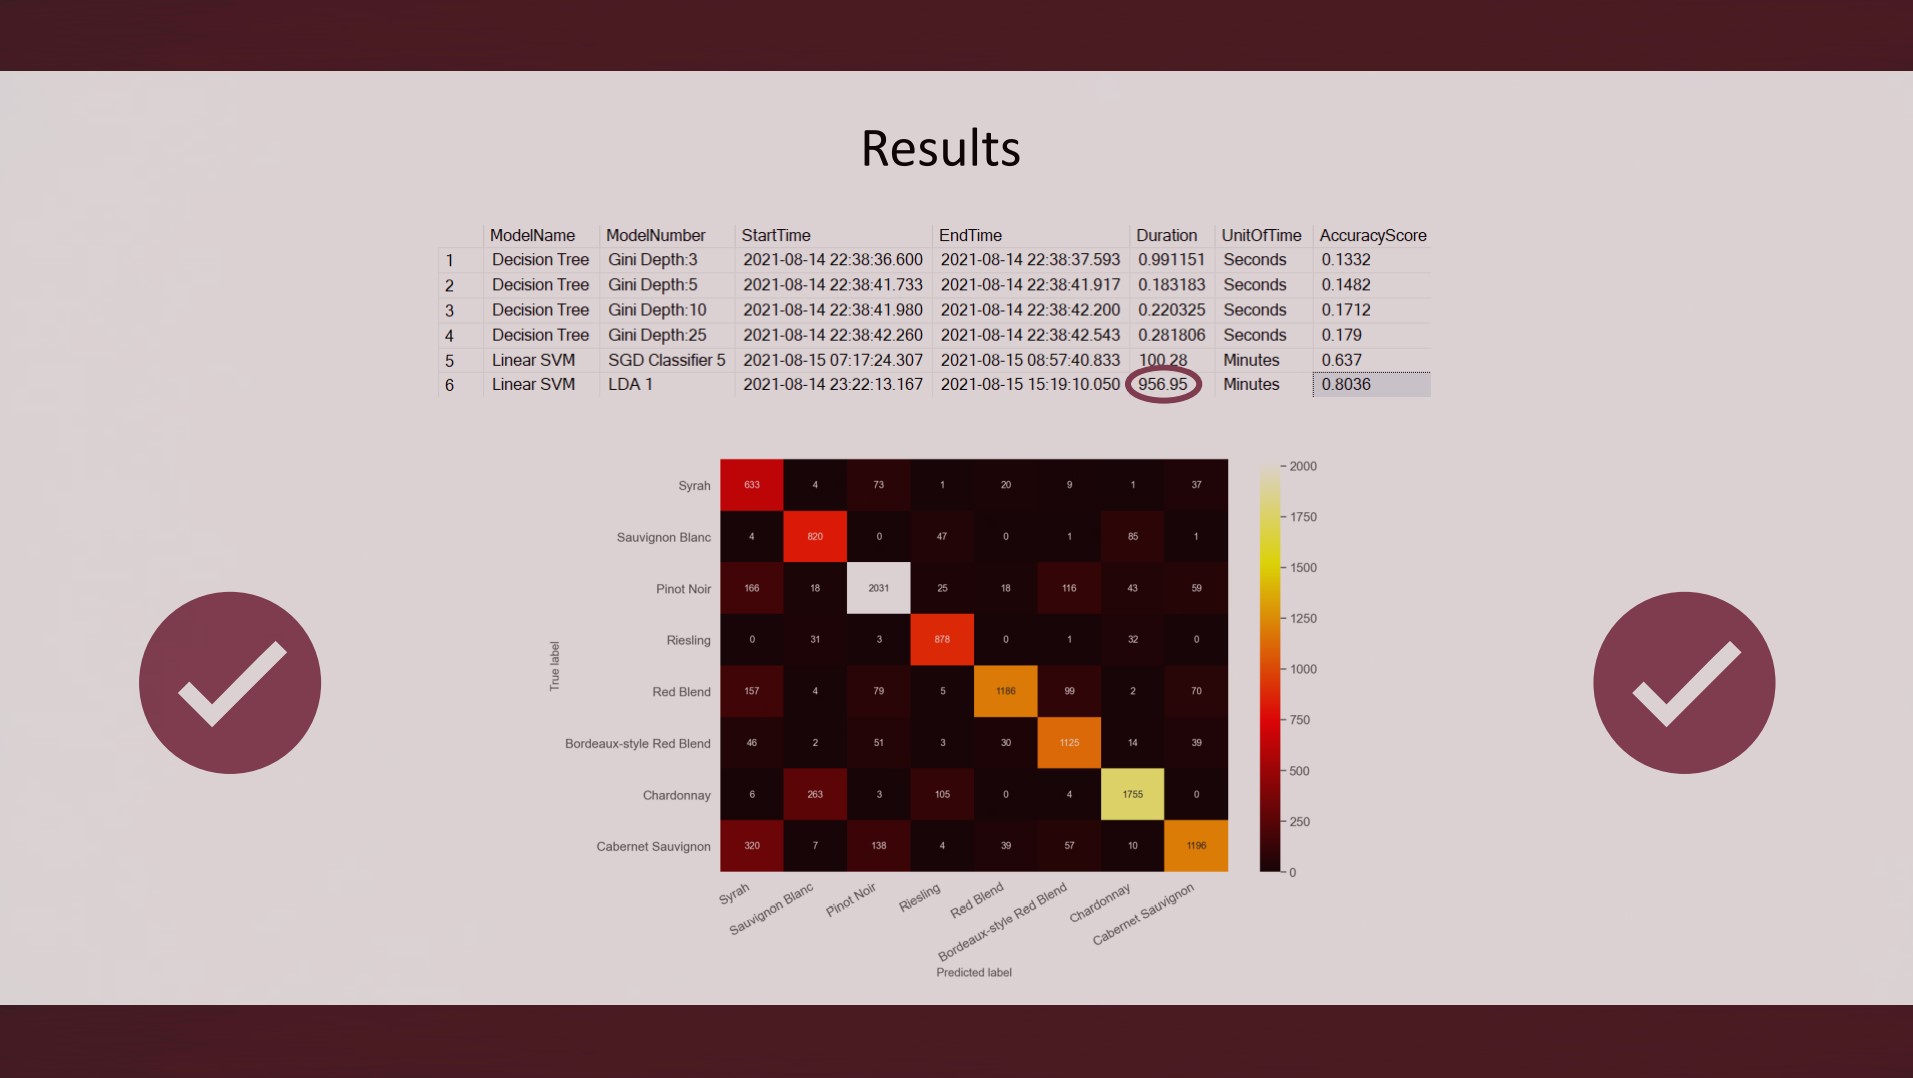 Results
ModelName ModelNumber StartTime EndTime Duration UnitOfTime AccuracyScore
1 Decision Tree Gini Depth:3 2021-08-14 22:38:36.600 2021-08-14 22:38:37.593 0.991151 Seconds 0.1332
2 Decision Tree Gini Depth:5 2021-08-14 22:38:41.733 2021-08-14 22:38:41.917 0.183183 Seconds 0.1482
3 Decision Tree Gini Depth:10 2021-08-14 22:38:41.980 2021-08-14 22:38:42.200 0.220325 Seconds 0.1712
4 Decision Tree Gini Depth:25 2021-08-14 22:38:42.260 2021-08-14 22:38:42.543 0.281806 Seconds 0.179
5 Linear SVM SGD Classifier 5 2021-08-15 07:17:24.307 2021-08-15 08:57:40.833 100.28 Minutes 0.637
6 Linear SVM LDA 1 2021-08-14 23:22:13.167 2021-08-15 15:19:10.050 956.95 Minutes 0.8036
True label
Syrah 633 4 73 1 20 9 1 37
Sauvignon Blanc 4 820 0 47 0 1 85 1
Pinot Noir 166 18 2031 25 18 116 43 59
Riesling 0 31 3 878 0 1 32 0
Red Blend 157 4 79 5 1186 99 2 70
Bordeaux-style Red Blend 46 2 51 3 30 1125 14 39
Chardonnay 6 263 3 105 0 4 1755 0
Cabernet Sauvignon 320 7 138 4 39 57 10 1196
Syrah
Sauvignon Blanc
Pinot Noir
Riesling
Red Blend
Bordeaux-style Red Blend
Chardonnay
Cabernet Sauvignon
Predicted label
2000
1750
1500
1250
1000
750
500
250
0